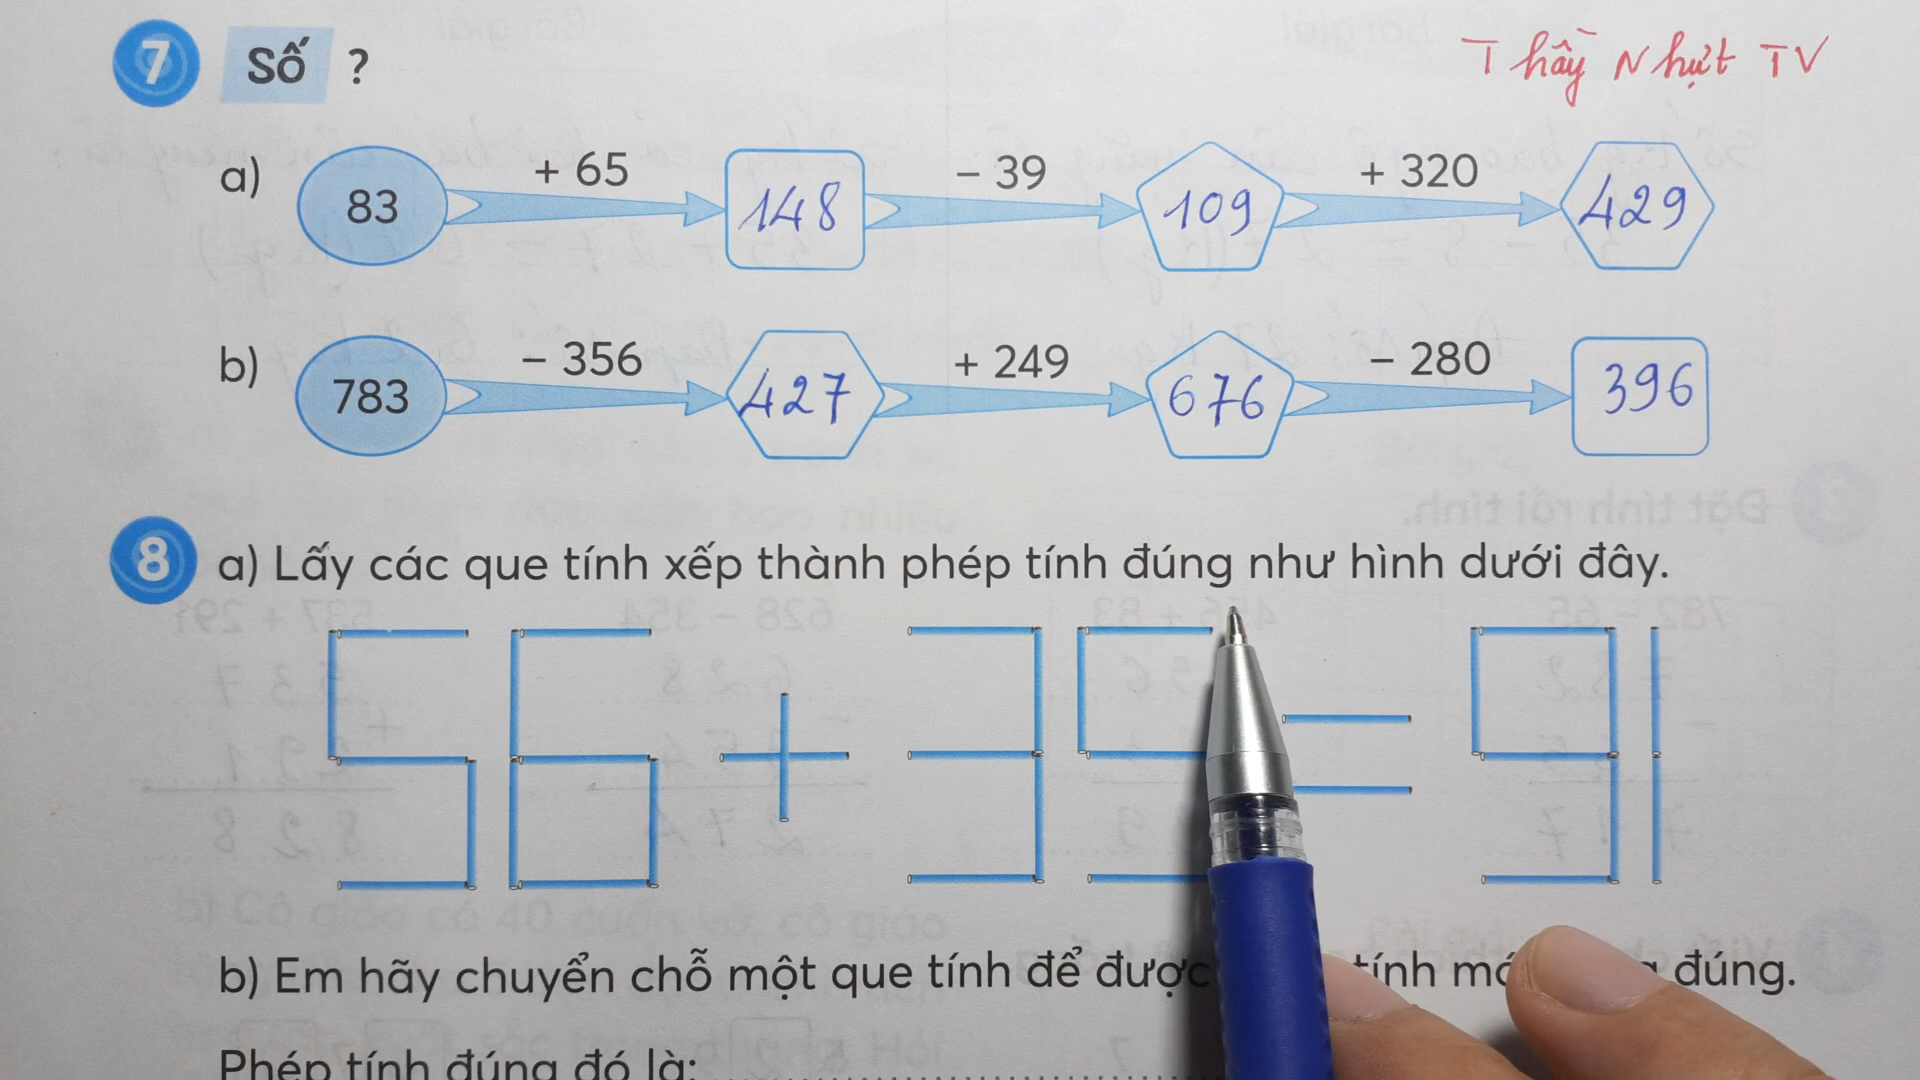 7 Số ? Thầy Nhựt TV
a) 83 + 65 148 – 39 109 + 320 429
b) 783 – 356 427 + 249 676 – 280 396
8 a) Lấy các que tính xếp thành phép tính đúng như hình dưới đây.
56 + 35 = 91
b) Em hãy chuyển chỗ một que tính để được tính đúng.
Phép tính đúng đó là: